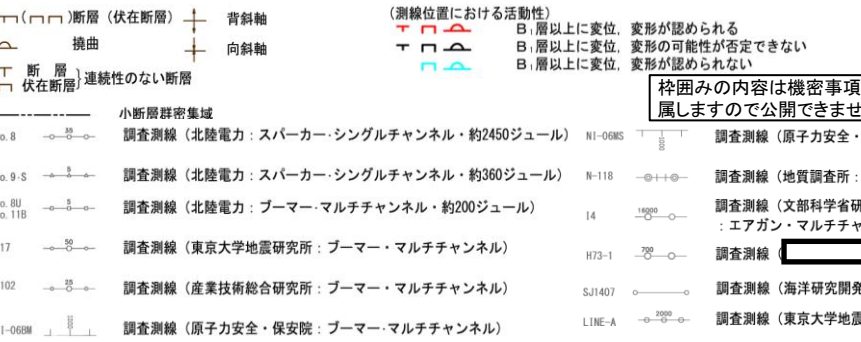 (┌┐┌┐)断層（伏在断層）
背斜軸
撓曲
向斜軸
断 層
伏在断層
連続性のない断層
小断層群密集域
（測線位置における活動性）
B₁層以上に変位，変形が認められる
B₁層以上に変位，変形の可能性が否定できない
B₁層以上に変位，変形が認められない
枠囲みの内容は機密事項
属しますので公開できませ
o.8 35 調査測線（北陸電力：スパーカー・シングルチャンネル・約2450ジュール）
o.9-S 5 調査測線（北陸電力：スパーカー・シングルチャンネル・約360ジュール）
o.8U
o.11B 5 調査測線（北陸電力：ブーマー・マルチチャンネル・約200ジュール）
17 50 調査測線（東京大学地震研究所：ブーマー・マルチチャンネル）
102 25 調査測線（産業技術総合研究所：ブーマー・マルチチャンネル）
I-06BM 調査測線（原子力安全・保安院：ブーマー・マルチチャンネル）
NI-06MS 調査測線（原子力安全・
N-118 調査測線（地質調査所：
I4 16000 調査測線（文部科学省研
：エアガン・マルチチャ
H73-1 700 調査測線（
SJ1407 調査測線（海洋研究開発
LINE-A 2000 調査測線（東京大学地震